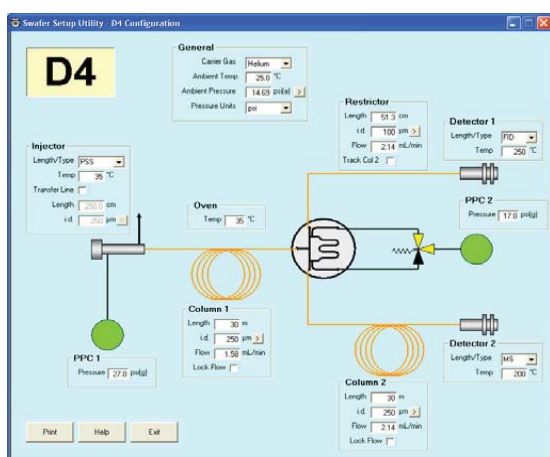 Swafer Setup Utility - D4 Configuration
D4
General
Carrier Gas Helium
Ambient Temp 25.0 °C
Ambient Pressure 14.69 psi(a) >
Pressure Units psi
Restrictor
Length 51.3 cm
i.d. 100 µm >
Flow 2.14 mL/min
Track Col 2
Detector 1
Length/Type FID
Temp 250 °C
Injector
Length/Type PSS
Temp 35 °C
Transfer Line
Length 250.0 cm
i.d. 250 µm >
Oven
Temp 35 °C
PPC 2
Pressure 17.0 psi(g)
Column 1
Length 30 m
i.d. 250 µm >
Flow 1.58 mL/min
Lock Flow
PPC 1
Pressure 27.0 psi(g)
Detector 2
Length/Type MS
Temp 200 °C
Column 2
Length 30 m
i.d. 250 µm >
Flow 2.14 mL/min
Lock Flow
Print Help Exit